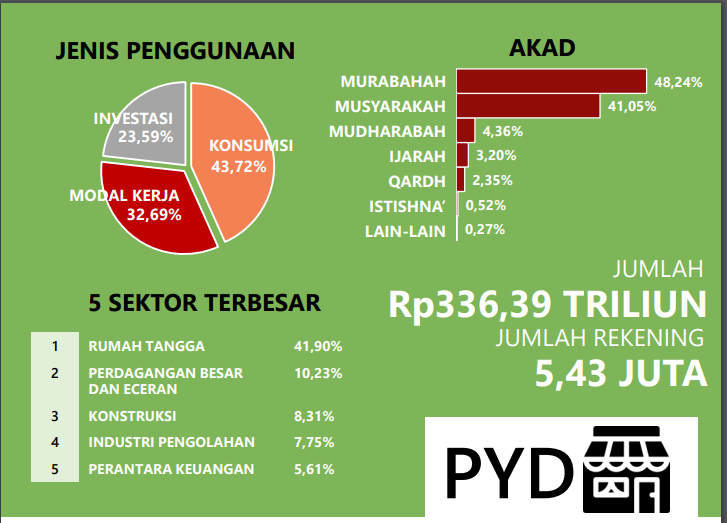 JENIS PENGGUNAAN
INVESTASI
23,59%
KONSUMSI
43,72%
MODAL KERJA
32,69%
AKAD
MURABAHAH 48,24%
MUSYARAKAH 41,05%
MUDHARABAH 4,36%
IJARAH 3,20%
QARDH 2,35%
ISTISHNA’ 0,52%
LAIN-LAIN 0,27%
JUMLAH
Rp336,39 TRILIUN
JUMLAH REKENING
5,43 JUTA
5 SEKTOR TERBESAR
1 RUMAH TANGGA 41,90%
2 PERDAGANGAN BESAR 10,23%
DAN ECERAN
3 KONSTRUKSI 8,31%
4 INDUSTRI PENGOLAHAN 7,75%
5 PERANTARA KEUANGAN 5,61%
PYD